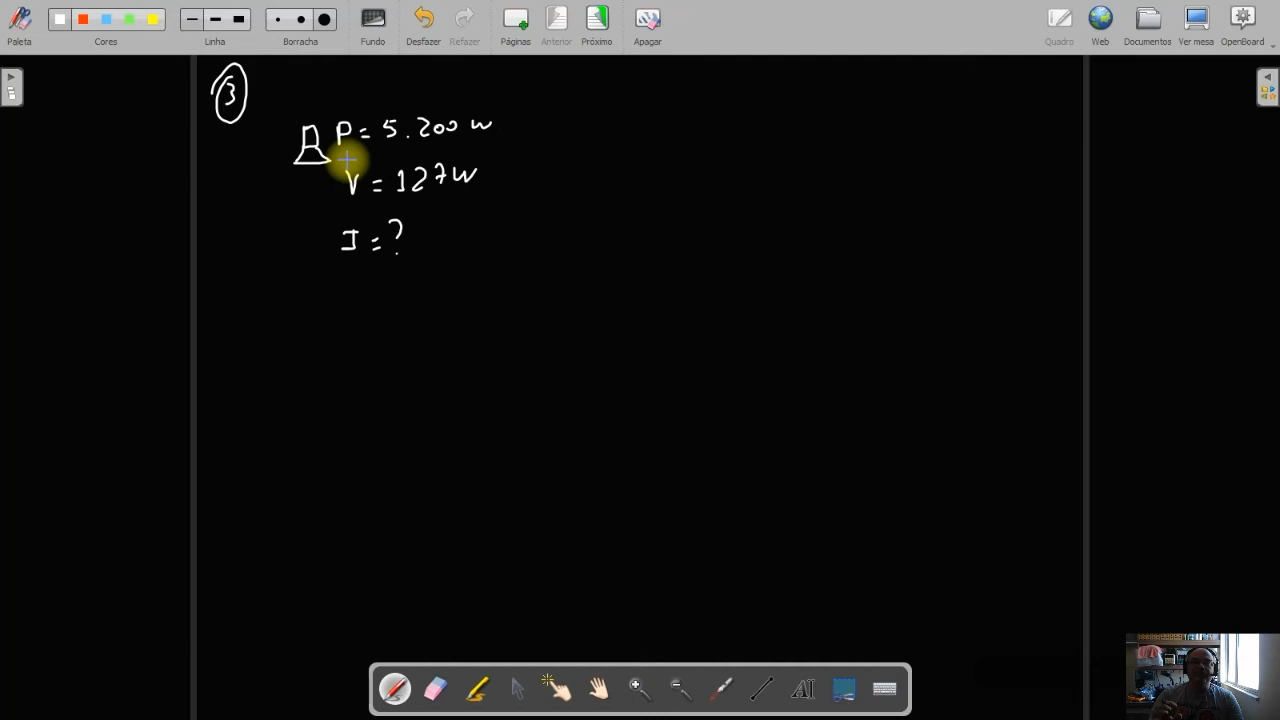 Paleta Cores Linha Borracha Fundo Desfazer Refazer Páginas Anterior Próximo Apagar Quadro Web Documentos Ver mesa OpenBoard
3
P = 5.200 W
V = 127 W
I = ?
AI